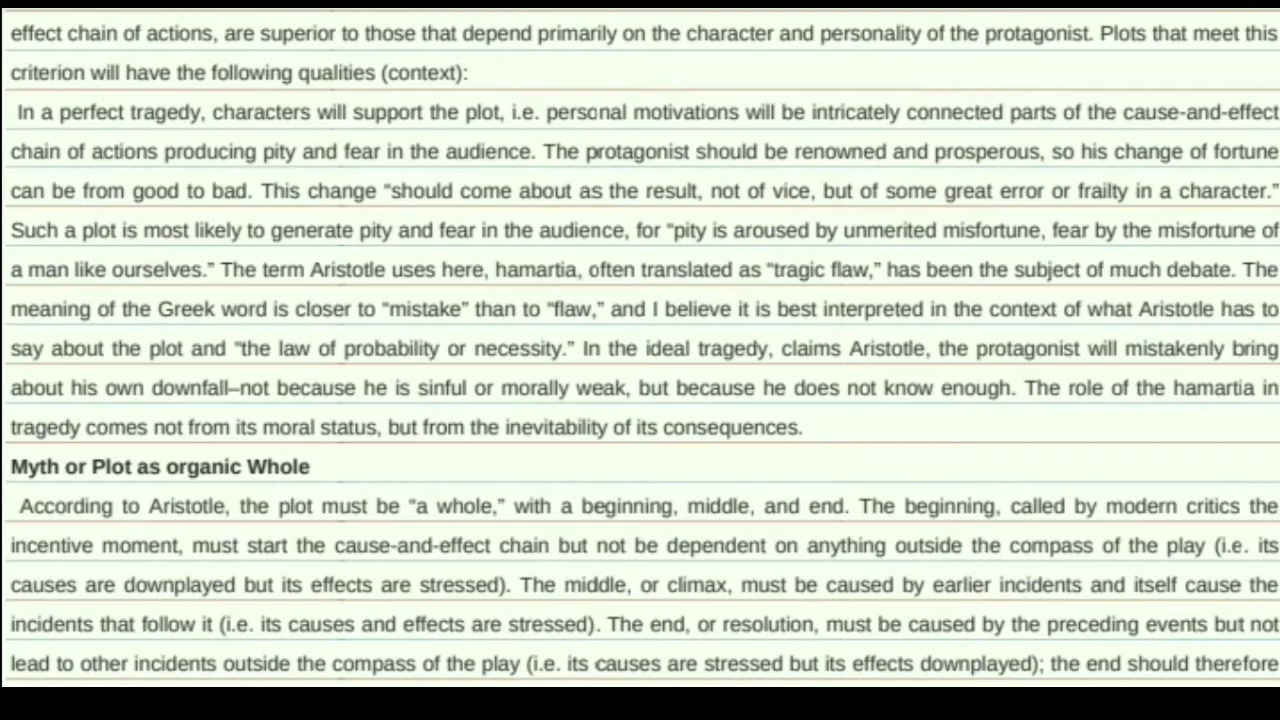 effect chain of actions, are superior to those that depend primarily on the character and personality of the protagonist. Plots that meet this
criterion will have the following qualities (context):
In a perfect tragedy, characters will support the plot, i.e. personal motivations will be intricately connected parts of the cause-and-effect
chain of actions producing pity and fear in the audience. The protagonist should be renowned and prosperous, so his change of fortune
can be from good to bad. This change “should come about as the result, not of vice, but of some great error or frailty in a character.”
Such a plot is most likely to generate pity and fear in the audience, for “pity is aroused by unmerited misfortune, fear by the misfortune of
a man like ourselves.” The term Aristotle uses here, hamartia, often translated as “tragic flaw,” has been the subject of much debate. The
meaning of the Greek word is closer to “mistake” than to “flaw,” and I believe it is best interpreted in the context of what Aristotle has to
say about the plot and “the law of probability or necessity.” In the ideal tragedy, claims Aristotle, the protagonist will mistakenly bring
about his own downfall–not because he is sinful or morally weak, but because he does not know enough. The role of the hamartia in
tragedy comes not from its moral status, but from the inevitability of its consequences.
Myth or Plot as organic Whole
According to Aristotle, the plot must be “a whole,” with a beginning, middle, and end. The beginning, called by modern critics the
incentive moment, must start the cause-and-effect chain but not be dependent on anything outside the compass of the play (i.e. its
causes are downplayed but its effects are stressed). The middle, or climax, must be caused by earlier incidents and itself cause the
incidents that follow it (i.e. its causes and effects are stressed). The end, or resolution, must be caused by the preceding events but not
lead to other incidents outside the compass of the play (i.e. its causes are stressed but its effects downplayed); the end should therefore